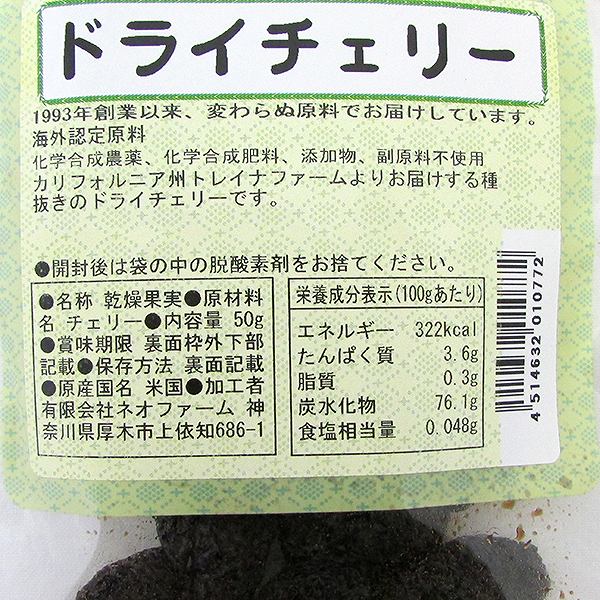 ドライチェリー
1993年創業以来、変わらぬ原料でお届けしています。
海外認定原料
化学合成農薬、化学合成肥料、添加物、副原料不使用
カリフォルニア州トレイナファームよりお届けする種
抜きのドライチェリーです。
●開封後は袋の中の脱酸素剤をお捨てください。
●名称 乾燥果実●原材料
名 チェリー●内容量 50g
●賞味期限 裏面枠外下部
記載●保存方法 裏面記載
●原産国名 米国●加工者
有限会社ネオファーム 神
奈川県厚木市上依知686-1
栄養成分表示(100gあたり)
エネルギー 322kcal
たんぱく質 3.6g
脂質 0.3g
炭水化物 76.1g
食塩相当量 0.048g
4 514632 010772